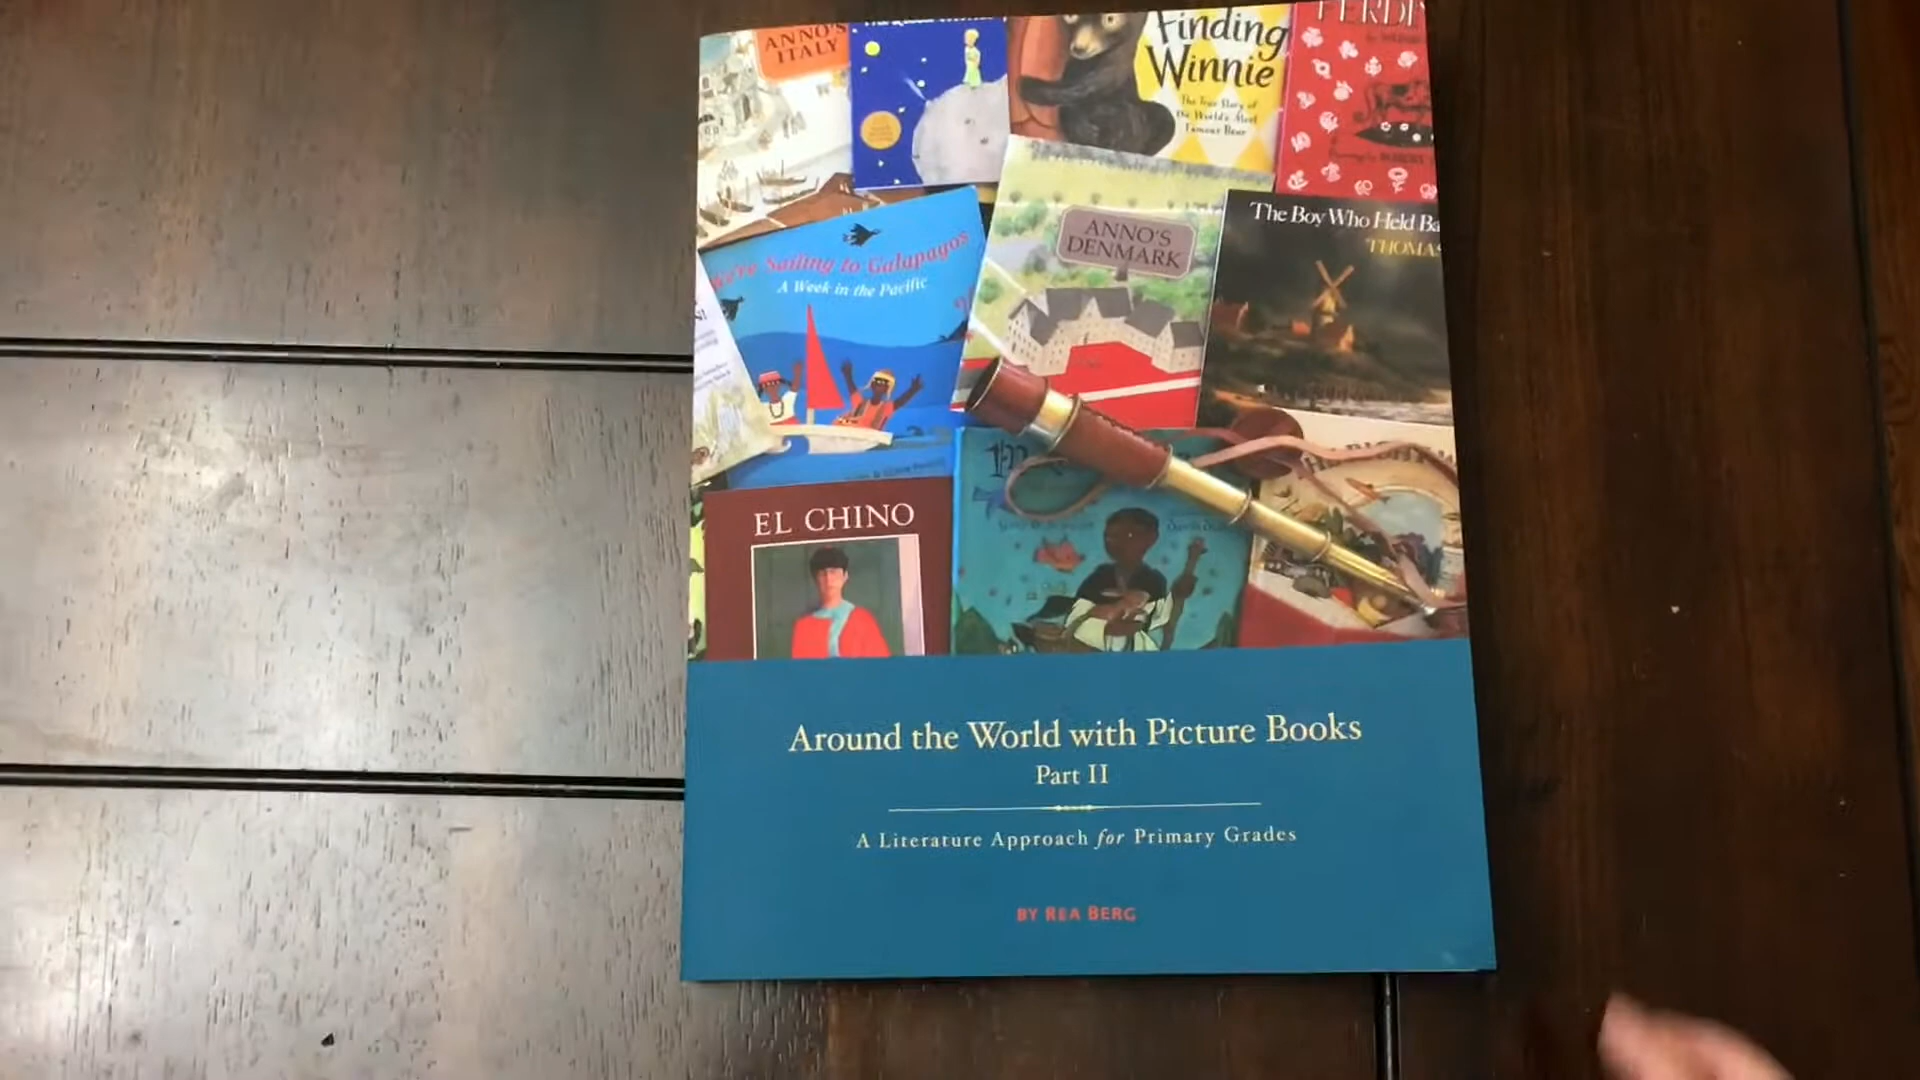 ANNO'S
ITALY
Finding
Winnie
The True Story of
the World's Most
Famous Bear
We're Sailing to Galapagos
A Week in the Pacific
ANNO'S
DENMARK
The Boy Who Held Ba
THOMAS
EL CHINO
Around the World with Picture Books
Part II
A Literature Approach for Primary Grades
BY REA BERG